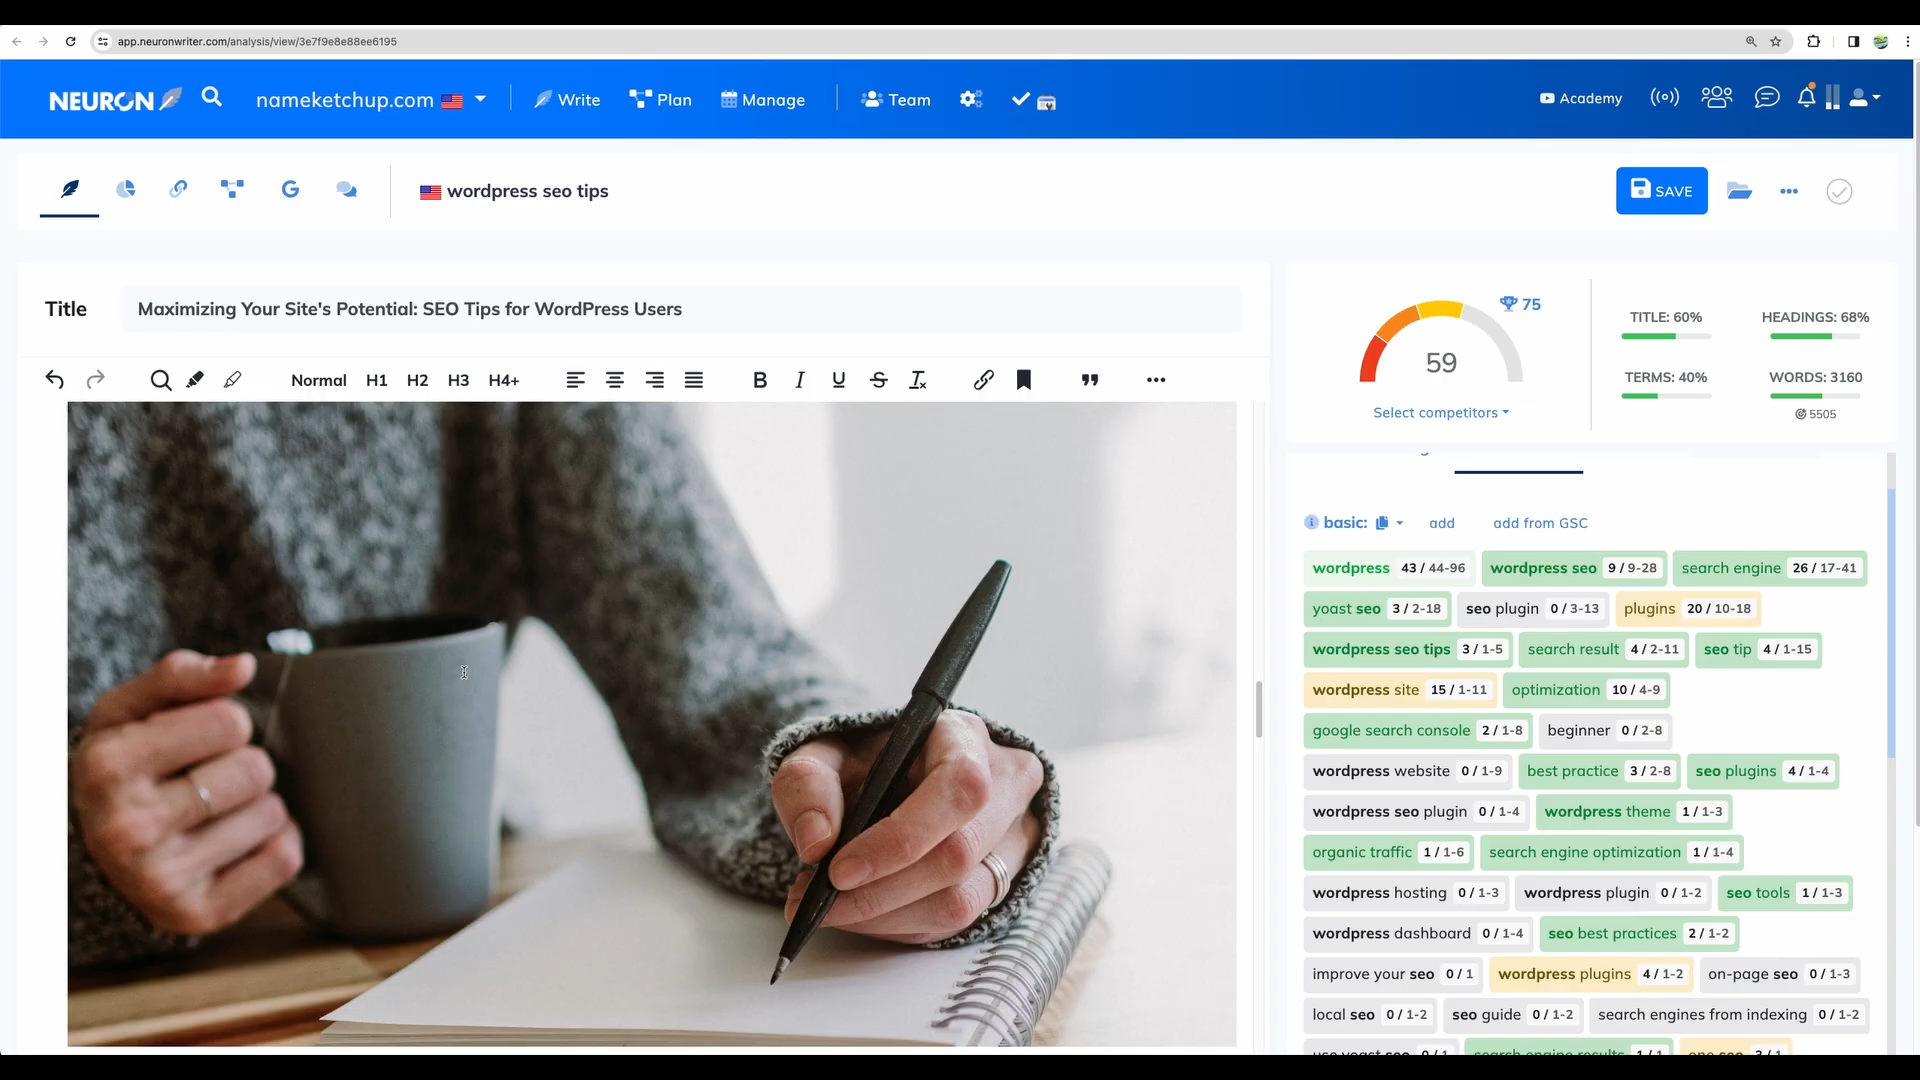 app.neuronwriter.com/analysis/view/3e7f9e8e88ee6195
NEURON nameketchup.com Write Plan Manage Team Academy
wordpress seo tips SAVE
Title Maximizing Your Site's Potential: SEO Tips for WordPress Users
Normal H1 H2 H3 H4+ B I U S
75
59
Select competitors
TITLE: 60% HEADINGS: 68%
TERMS: 40% WORDS: 3160
5505
basic: add add from GSC
wordpress 43 / 44-96 wordpress seo 9 / 9-28 search engine 26 / 17-41
yoast seo 3 / 2-18 seo plugin 0 / 3-13 plugins 20 / 10-18
wordpress seo tips 3 / 1-5 search result 4 / 2-11 seo tip 4 / 1-15
wordpress site 15 / 1-11 optimization 10 / 4-9
google search console 2 / 1-8 beginner 0 / 2-8
wordpress website 0 / 1-9 best practice 3 / 2-8 seo plugins 4 / 1-4
wordpress seo plugin 0 / 1-4 wordpress theme 1 / 1-3
organic traffic 1 / 1-6 search engine optimization 1 / 1-4
wordpress hosting 0 / 1-3 wordpress plugin 0 / 1-2 seo tools 1 / 1-3
wordpress dashboard 0 / 1-4 seo best practices 2 / 1-2
improve your seo 0 / 1 wordpress plugins 4 / 1-2 on-page seo 0 / 1-3
local seo 0 / 1-2 seo guide 0 / 1-2 search engines from indexing 0 / 1-2
use yoast seo 0 / 1 search engine results 1 / 1